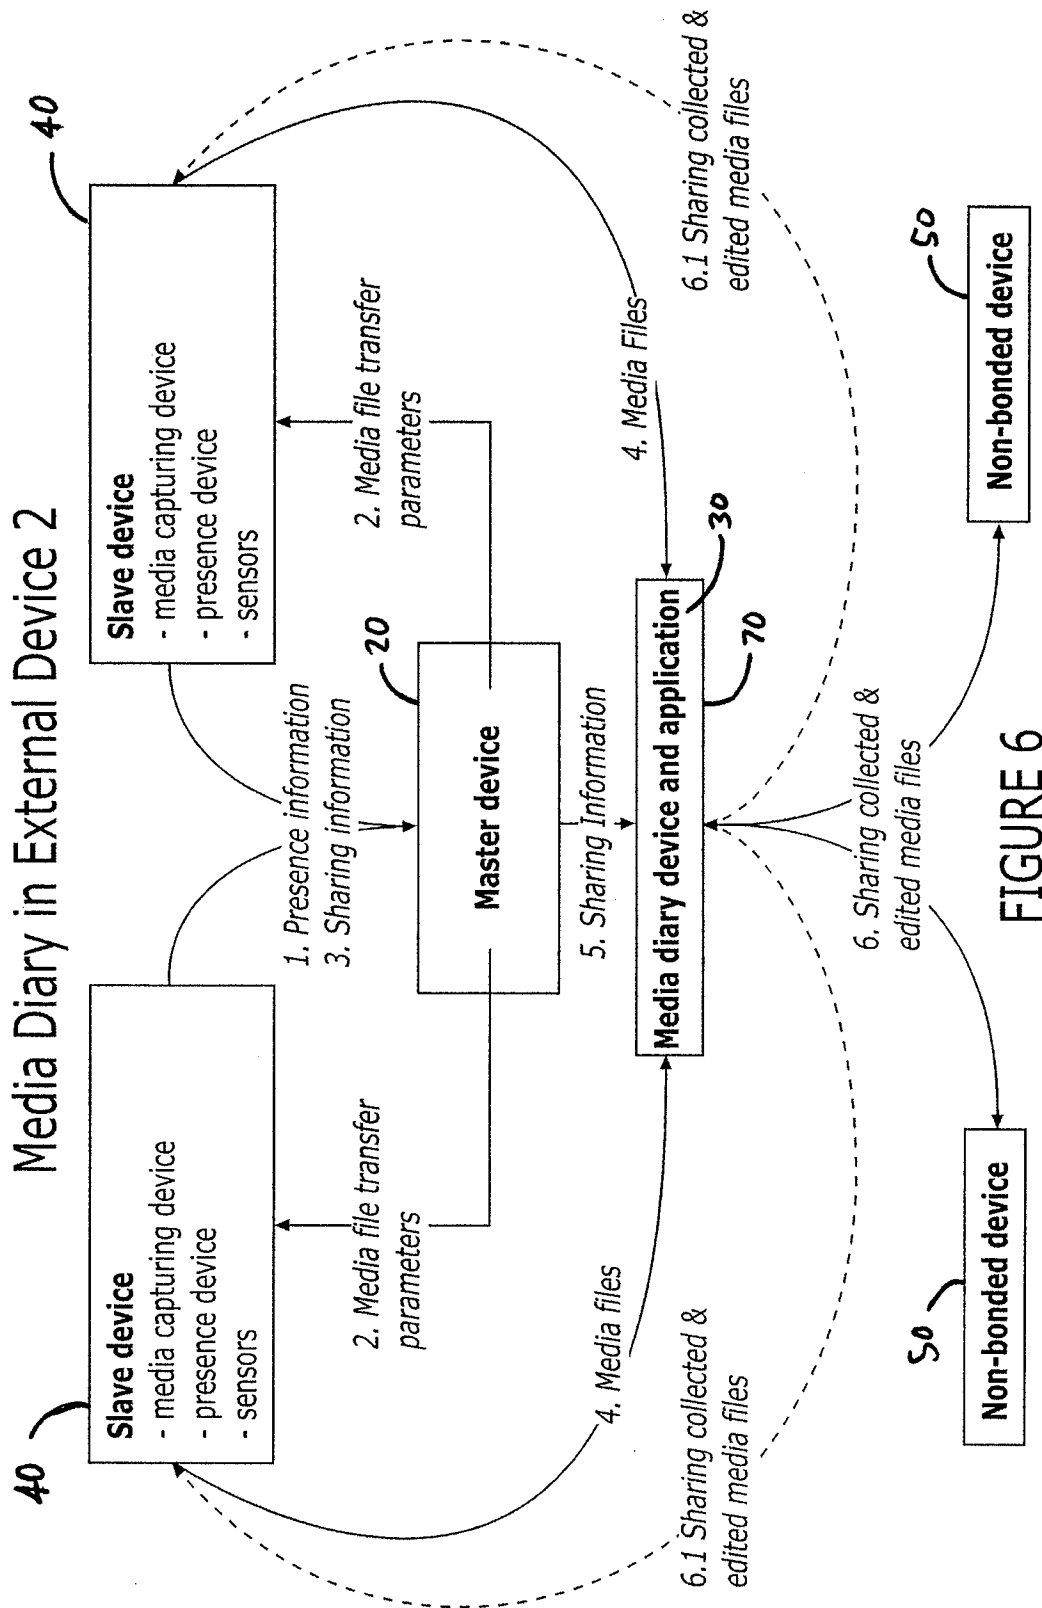 Media Diary in External Device 2
40
Slave device
- media capturing device
- presence device
- sensors
40
Slave device
- media capturing device
- presence device
- sensors
1. Presence information
3. Sharing information
2. Media file transfer
parameters
2. Media file transfer
parameters
20
Master device
4. Media files
5. Sharing Information
4. Media Files
Media diary device and application
30
70
6.1 Sharing collected &
edited media files
6.1 Sharing collected &
edited media files
6. Sharing collected &
edited media files
50
Non-bonded device
50
Non-bonded device
FIGURE 6